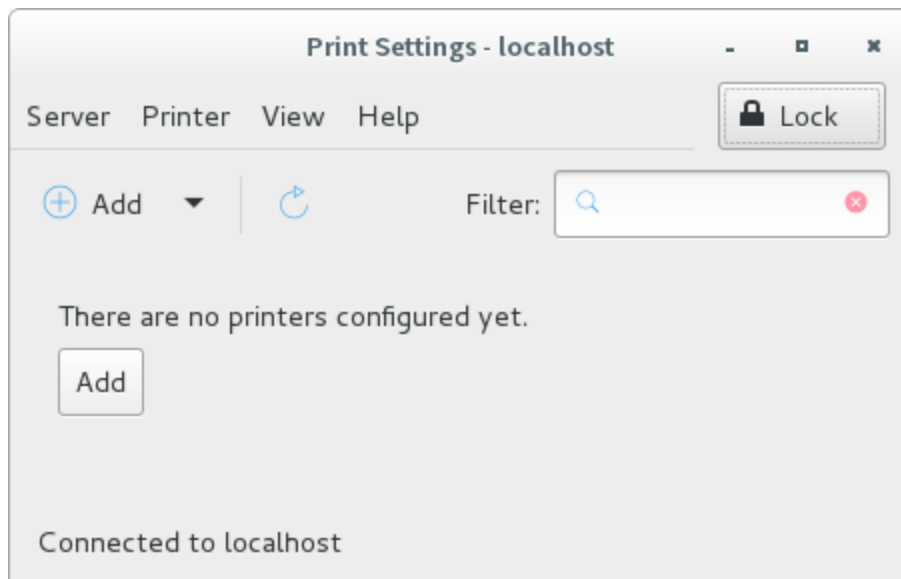 Print Settings - localhost
Server Printer View Help Lock
Add Filter:
There are no printers configured yet.
Add
Connected to localhost